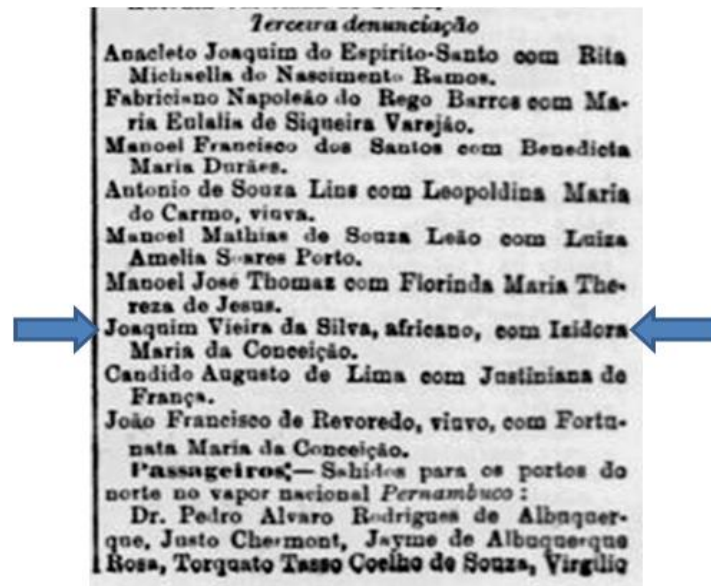 Terceira denunciação
Anacleto Joaquim do Espirito-Santo com Rita
Michaella do Nascimento Ramos.
Fabriciano Napoleão do Rego Barros com Ma-
ria Eulalia de Siqueira Varejão.
Manoel Francisco dos Santos com Benedicta
Maria Durães.
Antonio de Souza Lins com Leopoldina Maria
do Carmo, viuva.
Manoel Mathias de Souza Leão com Luiza
Amelia Soares Porto.
Manoel José Thomaz com Florinda Maria The-
reza de Jesus.
Joaquim Vieira da Silva, africano, com Izidora
Maria da Conceição.
Candido Augusto de Lima com Justiniana de
França.
João Francisco de Revoredo, viuvo, com Fortu-
nata Maria da Conceição.
Passageiros—Sahidos para os portos do
norte no vapor nacional Pernambuco :
Dr. Pedro Alvaro Rodrigues de Albuquer-
que, Justo Chermont, Jayme de Albuquerque
Rosa, Torquato Tasso Coelho de Souza, Virgilio